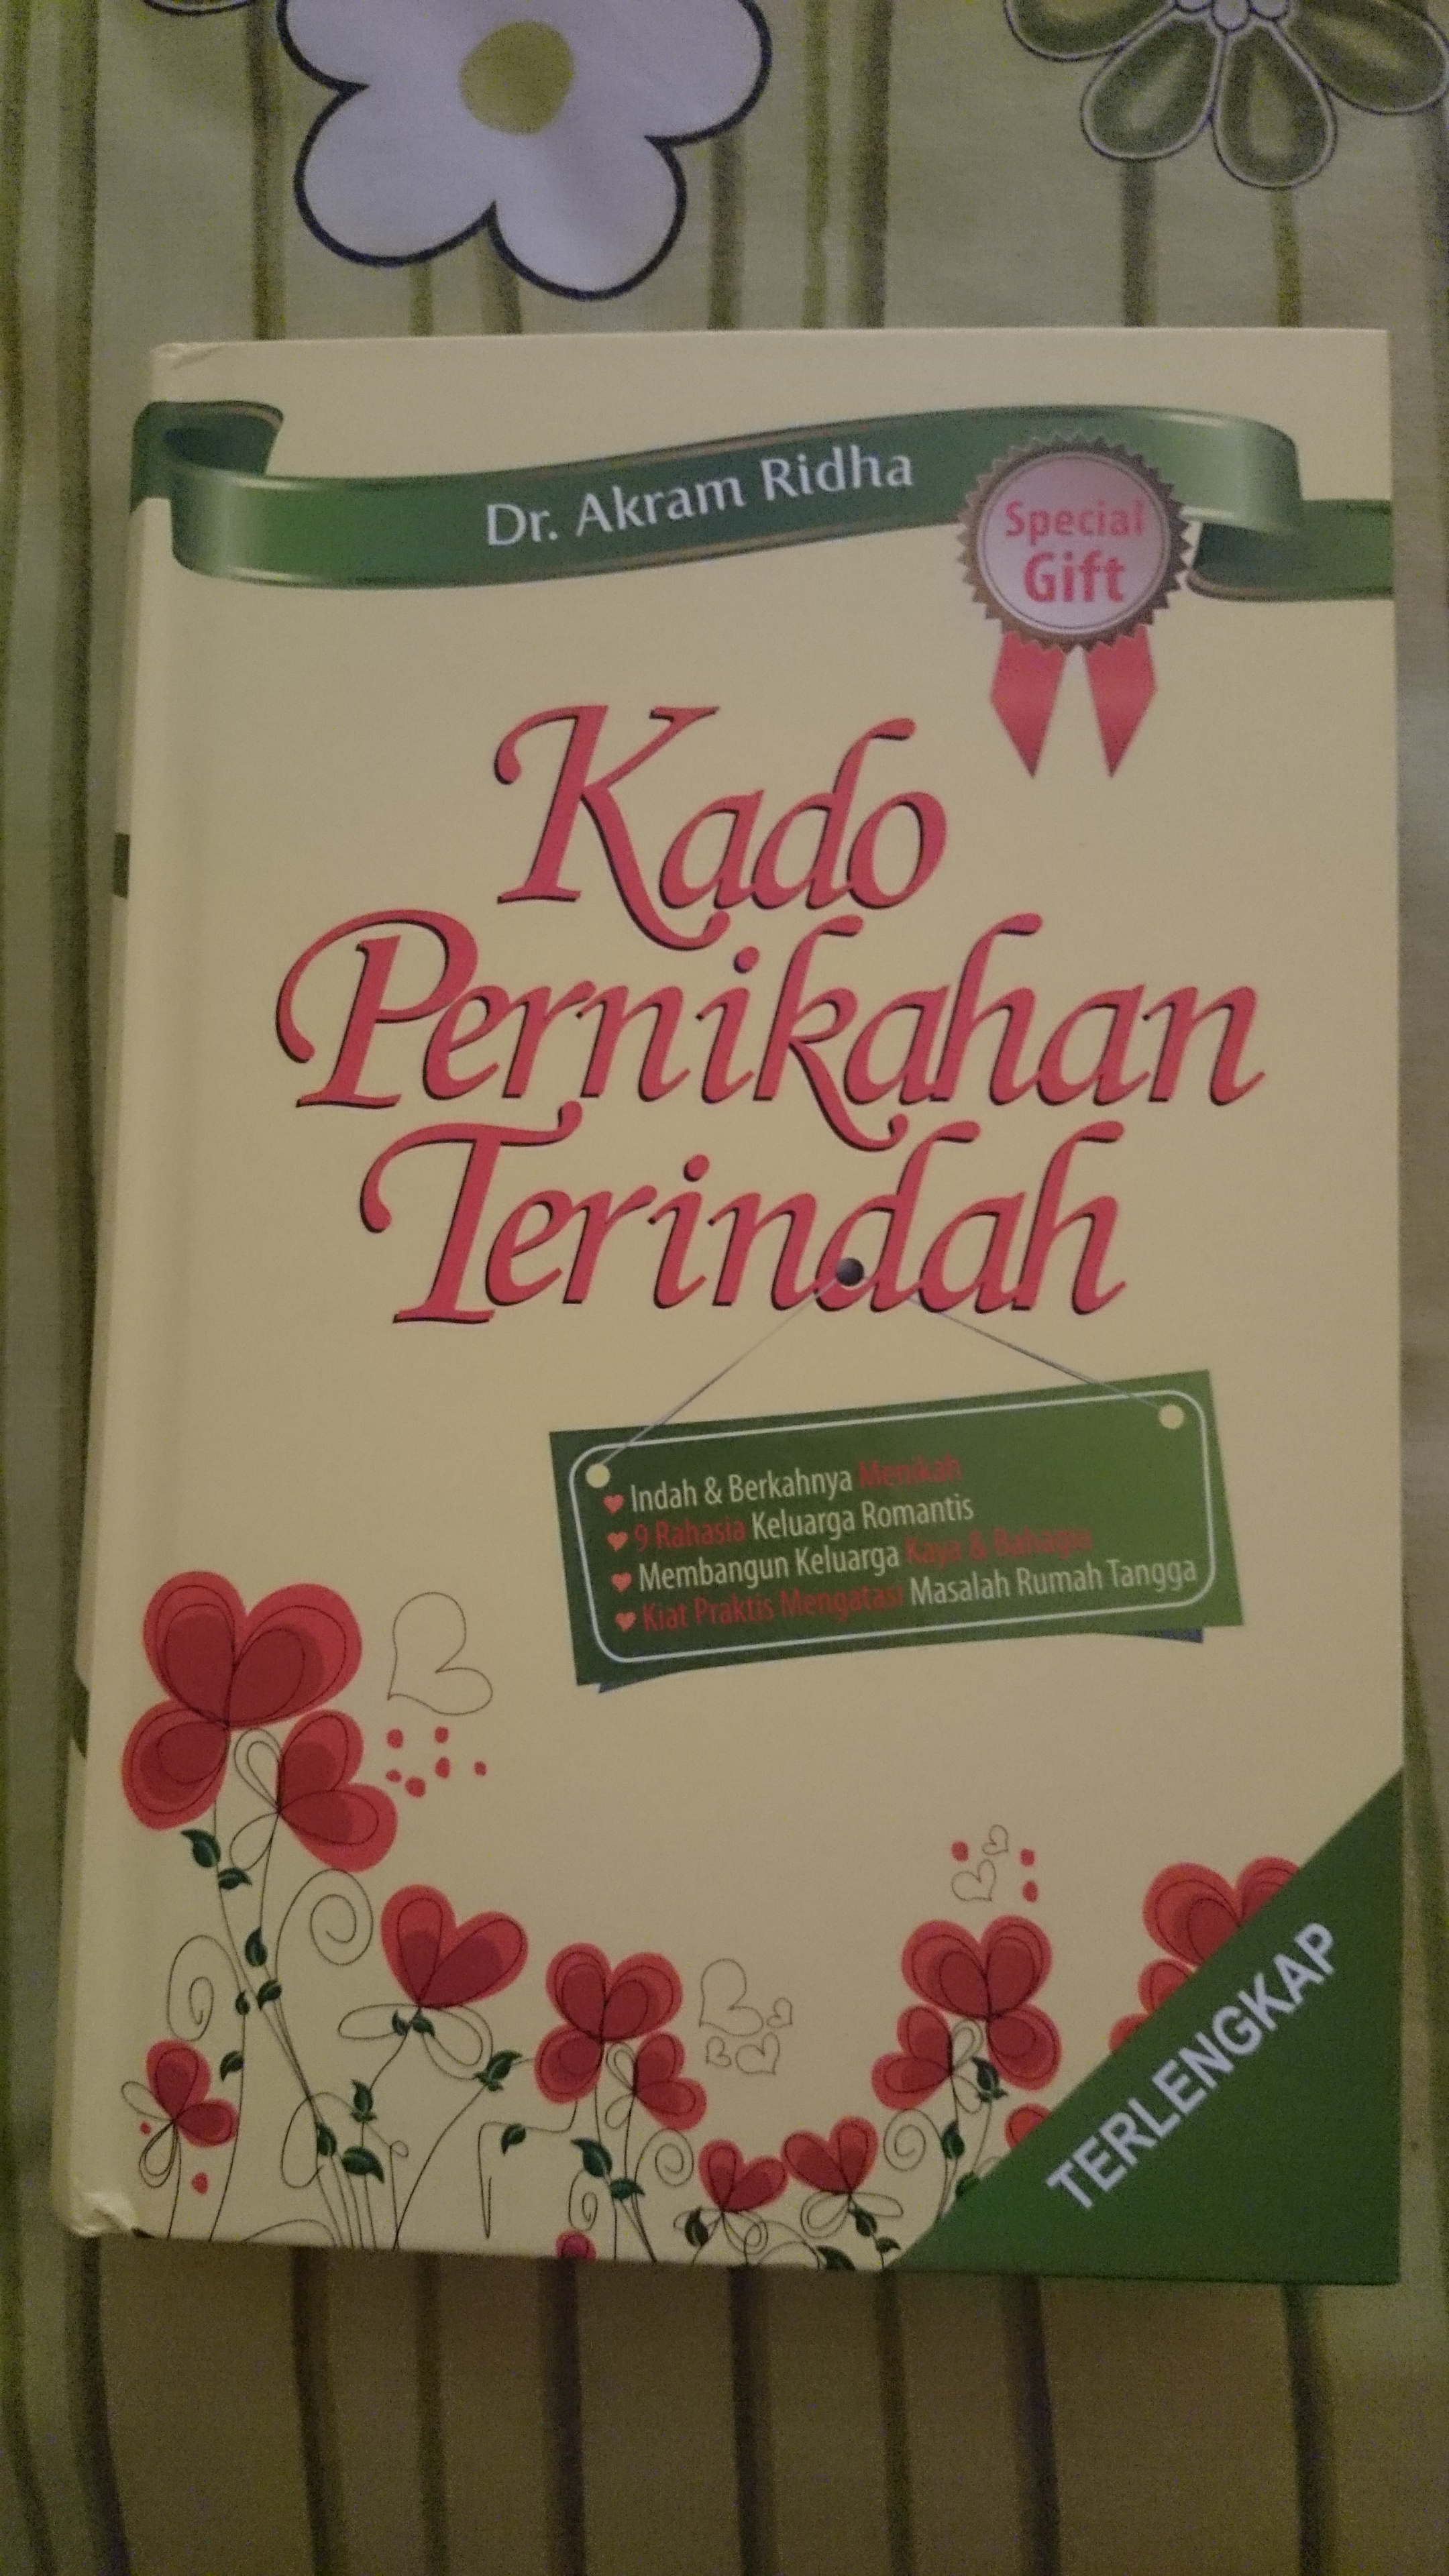 Dr. Akram Ridha
Special
Gift
Kado
Pernikahan
Terindah
Indah & Berkahnya Menikah
9 Rahasia Keluarga Romantis
Membangun Keluarga Kaya & Bahagia
Kiat Praktis Mengatasi Masalah Rumah Tangga
TERLENGKAP